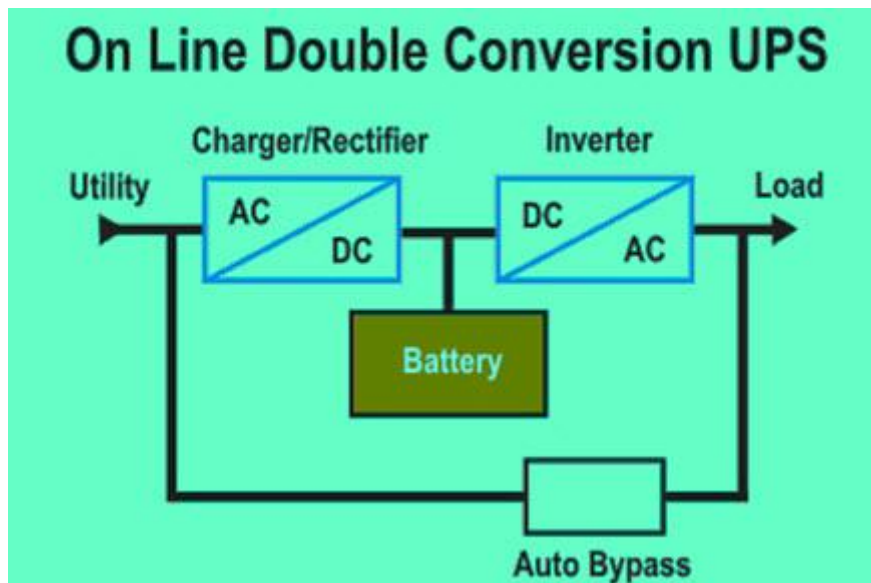 On Line Double Conversion UPS
Charger/Rectifier
Inverter
Utility
Load
AC
DC
DC
AC
Battery
Auto Bypass